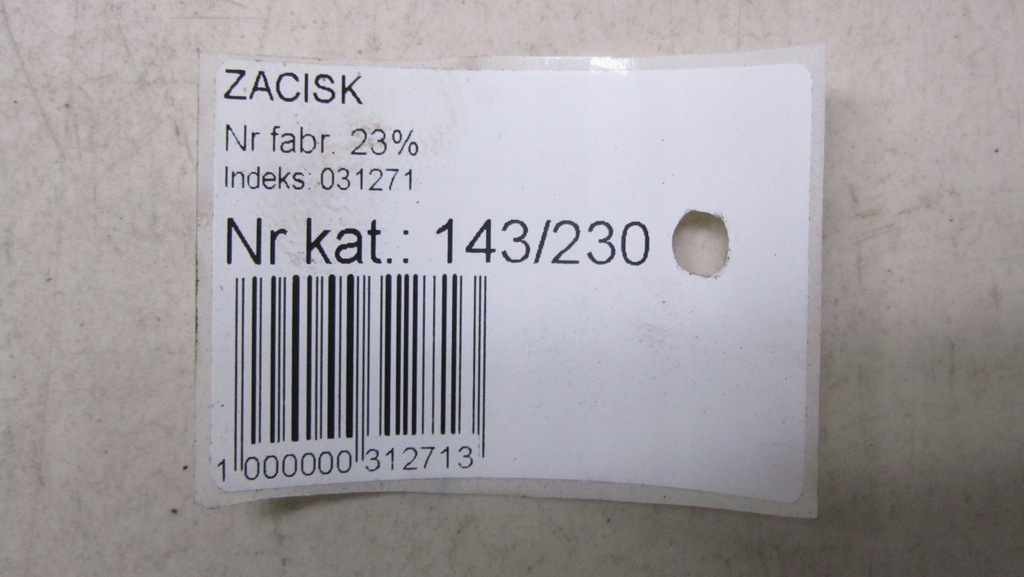 ZACISK
Nr fabr. 23%
Indeks: 031271
Nr kat.: 143/230
1 000000 312713